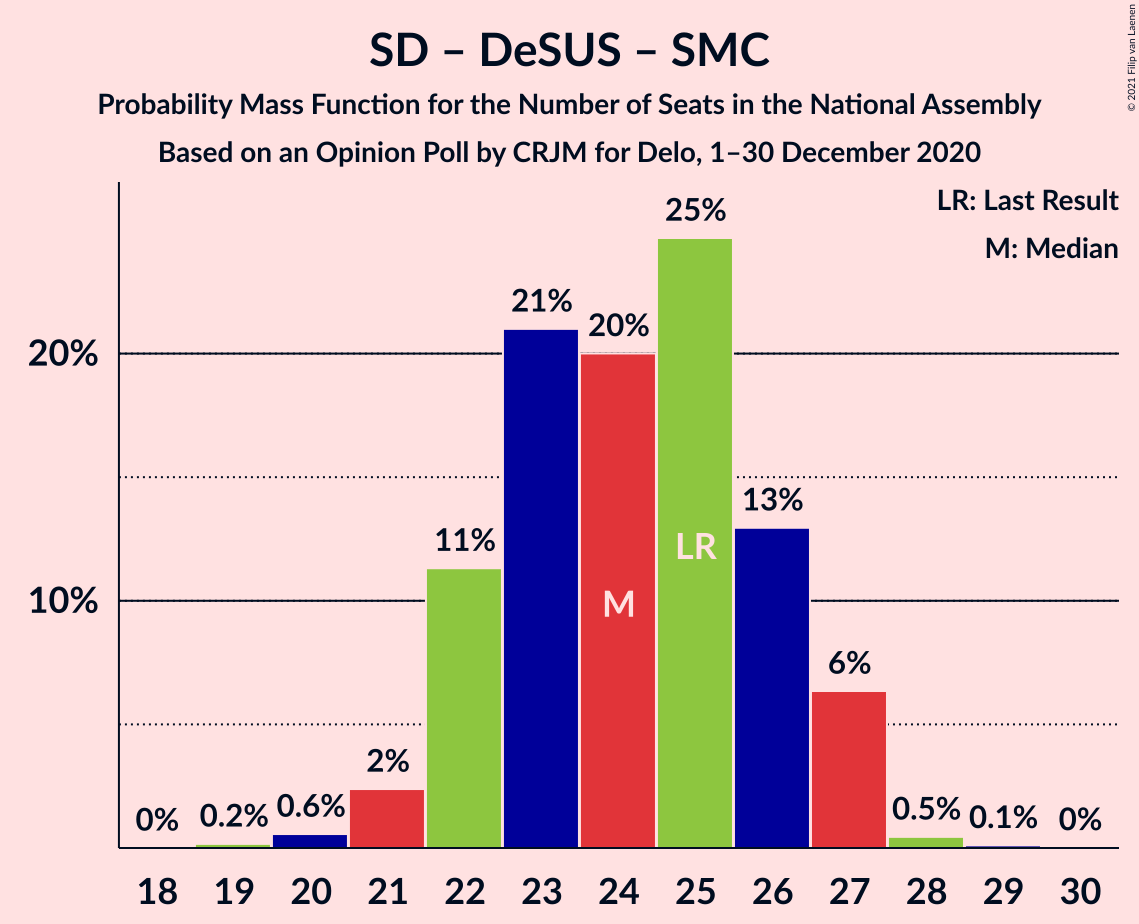 SD – DeSUS – SMC
Probability Mass Function for the Number of Seats in the National Assembly
Based on an Opinion Poll by CRJM for Delo, 1–30 December 2020
© 2021 Filip van Laenen
LR: Last Result
M: Median
20%
10%
0%
0.2%
0.6%
2%
11%
21%
20%
25%
13%
6%
0.5%
0.1%
0%
M
LR
18 19 20 21 22 23 24 25 26 27 28 29 30